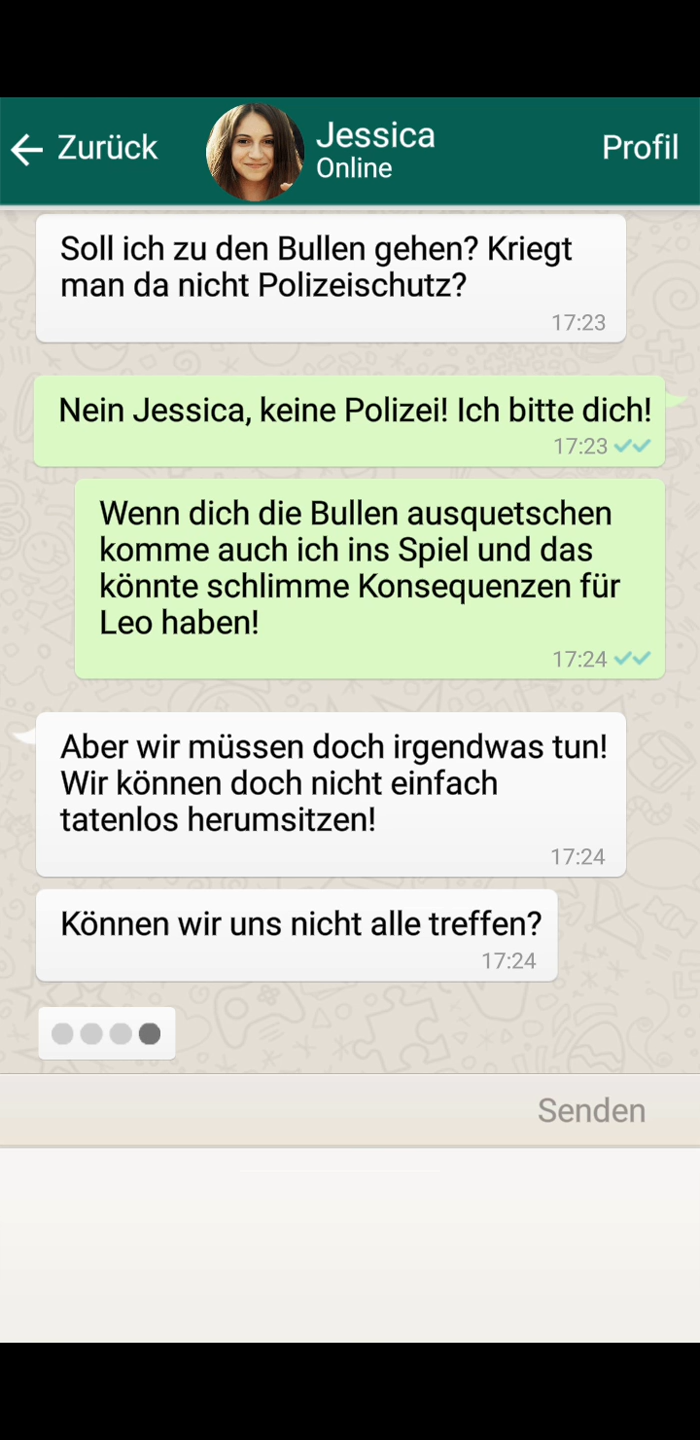 Zurück
Jessica
Online
Profil
Soll ich zu den Bullen gehen? Kriegt
man da nicht Polizeischutz?
17:23
Nein Jessica, keine Polizei! Ich bitte dich!
17:23
Wenn dich die Bullen ausquetschen
komme auch ich ins Spiel und das
könnte schlimme Konsequenzen für
Leo haben!
17:24
Aber wir müssen doch irgendwas tun!
Wir können doch nicht einfach
tatenlos herumsitzen!
17:24
Können wir uns nicht alle treffen?
17:24
Senden